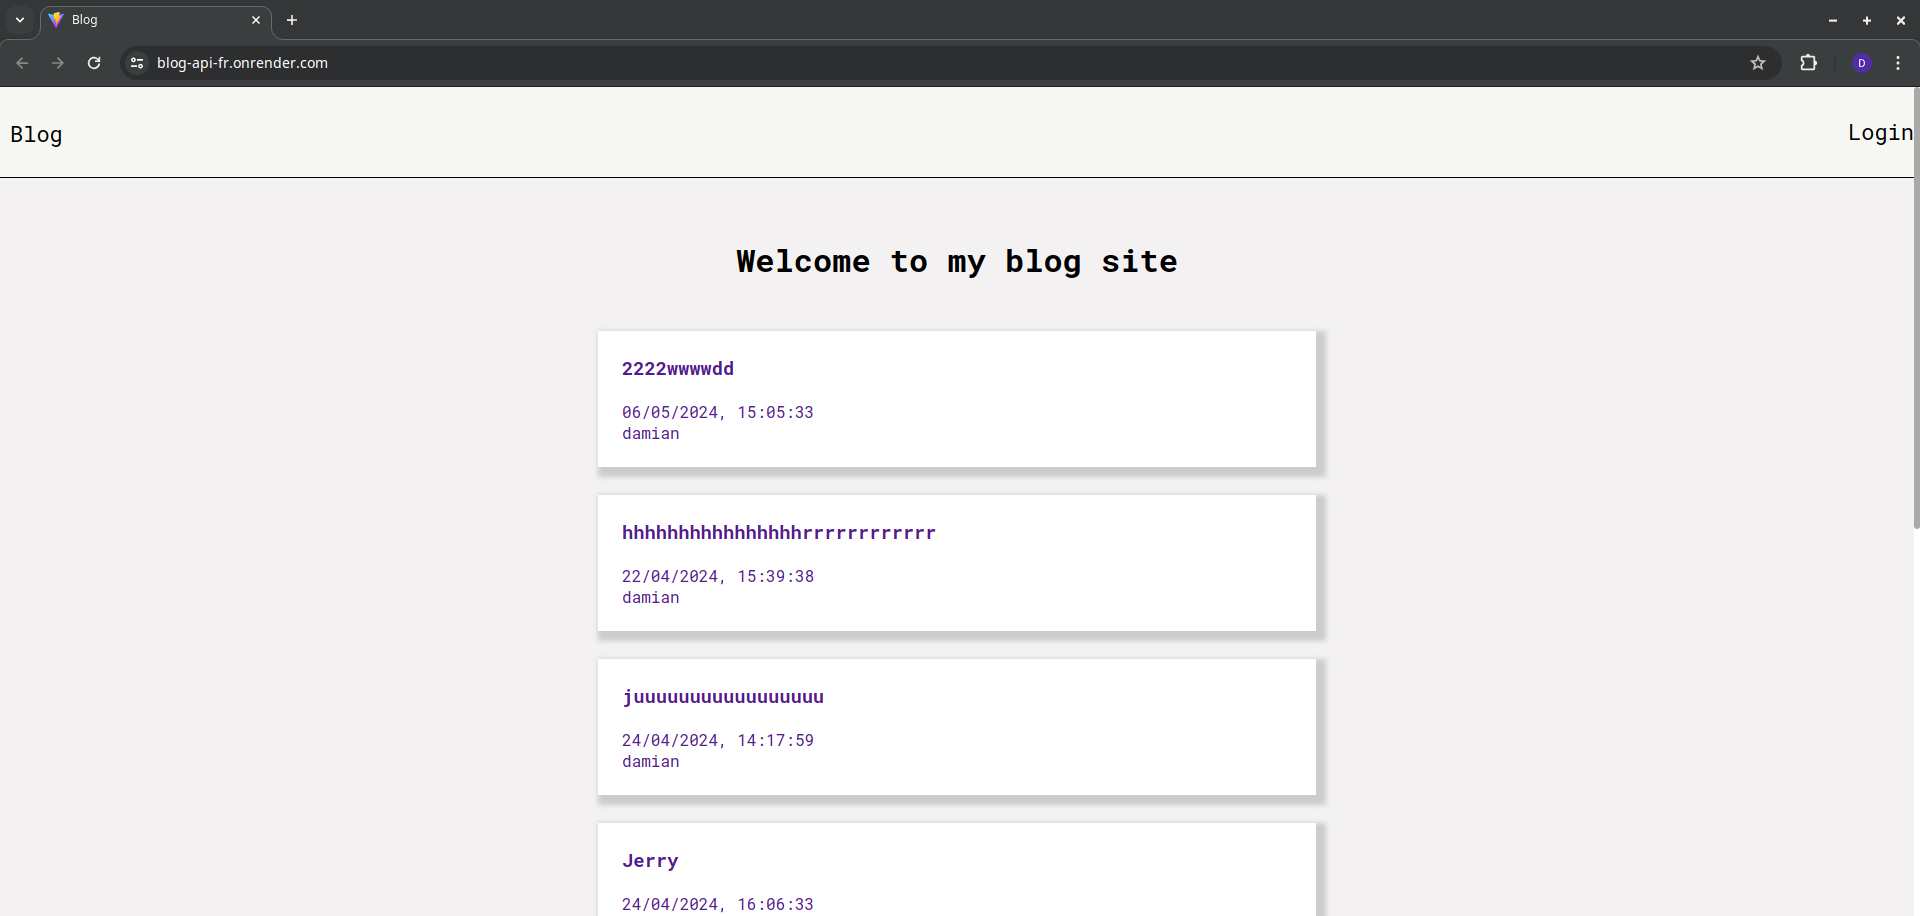 Blog
blog-api-fr.onrender.com
D
Blog
Login
Welcome to my blog site
2222wwwwdd
06/05/2024, 15:05:33
damian
hhhhhhhhhhhhhhhhrrrrrrrrrrrr
22/04/2024, 15:39:38
damian
juuuuuuuuuuuuuuuuu
24/04/2024, 14:17:59
damian
Jerry
24/04/2024, 16:06:33